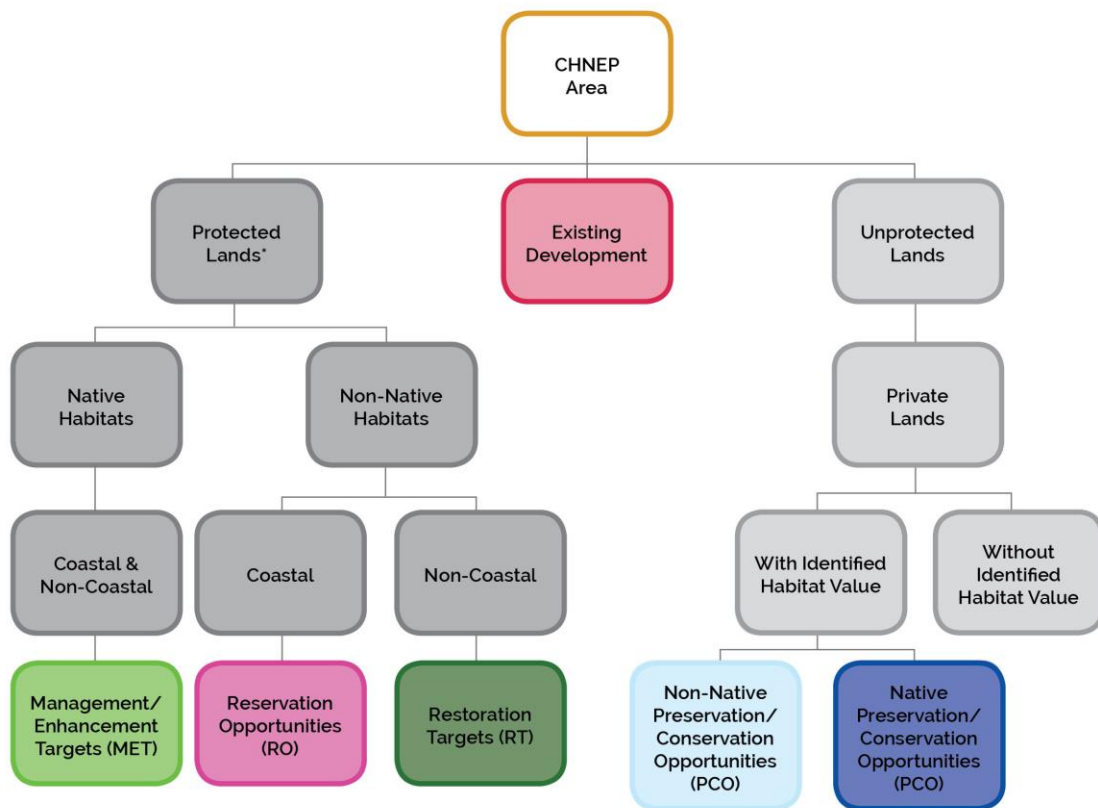 CHNEP
Area
Protected
Lands*
Existing
Development
Unprotected
Lands
Native
Habitats
Non-Native
Habitats
Private
Lands
Coastal &
Non-Coastal
Coastal
Non-Coastal
With Identified
Habitat Value
Without
Identified
Habitat Value
Management/
Enhancement
Targets (MET)
Reservation
Opportunities
(RO)
Restoration
Targets (RT)
Non-Native
Preservation/
Conservation
Opportunities
(PCO)
Native
Preservation/
Conservation
Opportunities
(PCO)